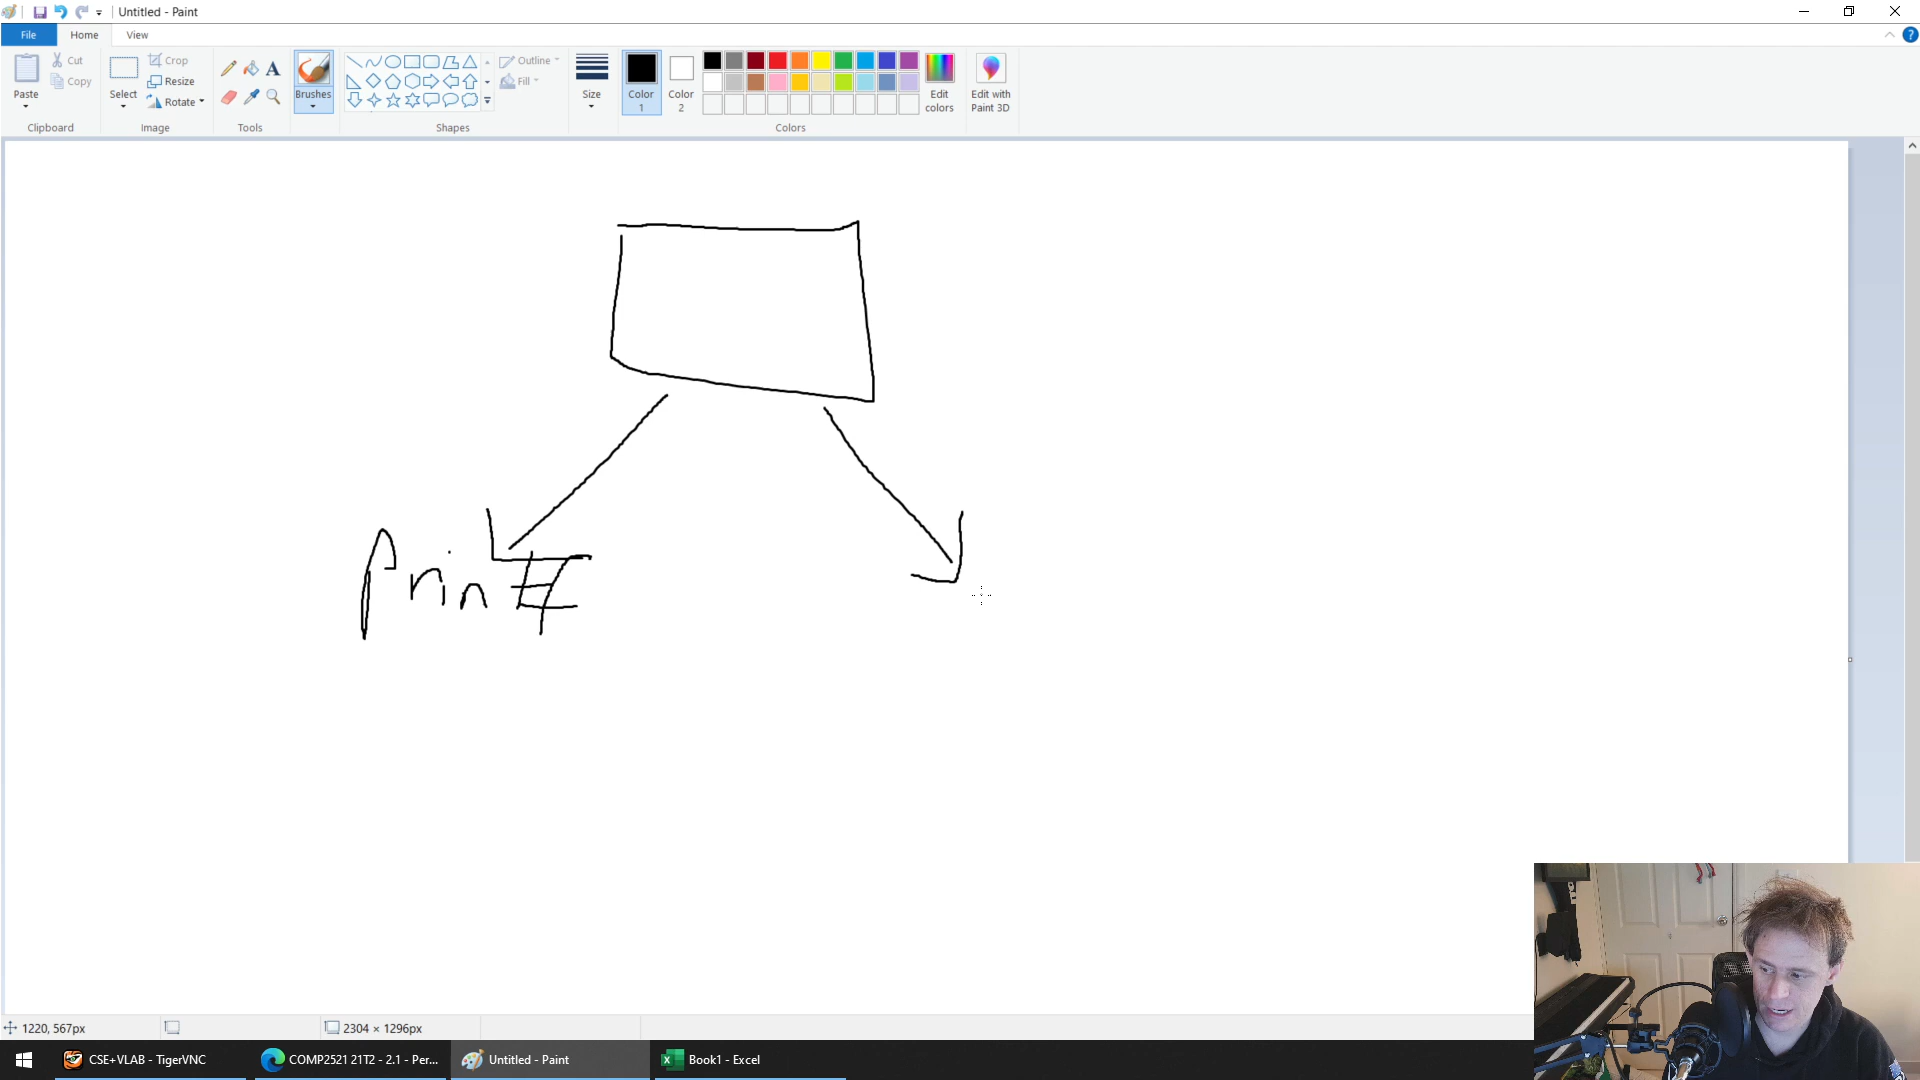 Untitled - Paint
File
Home
View
Paste
Cut
Copy
Clipboard
Select
Crop
Resize
Rotate
Image
A
Tools
Brushes
Shapes
Outline
Fill
Size
Color 1
Color 2
Edit colors
Edit with Paint 3D
Colors
printf
1220, 567px
2304 × 1296px
CSE+VLAB - TigerVNC
COMP2521 21T2 - 2.1 - Per...
Untitled - Paint
Book1 - Excel